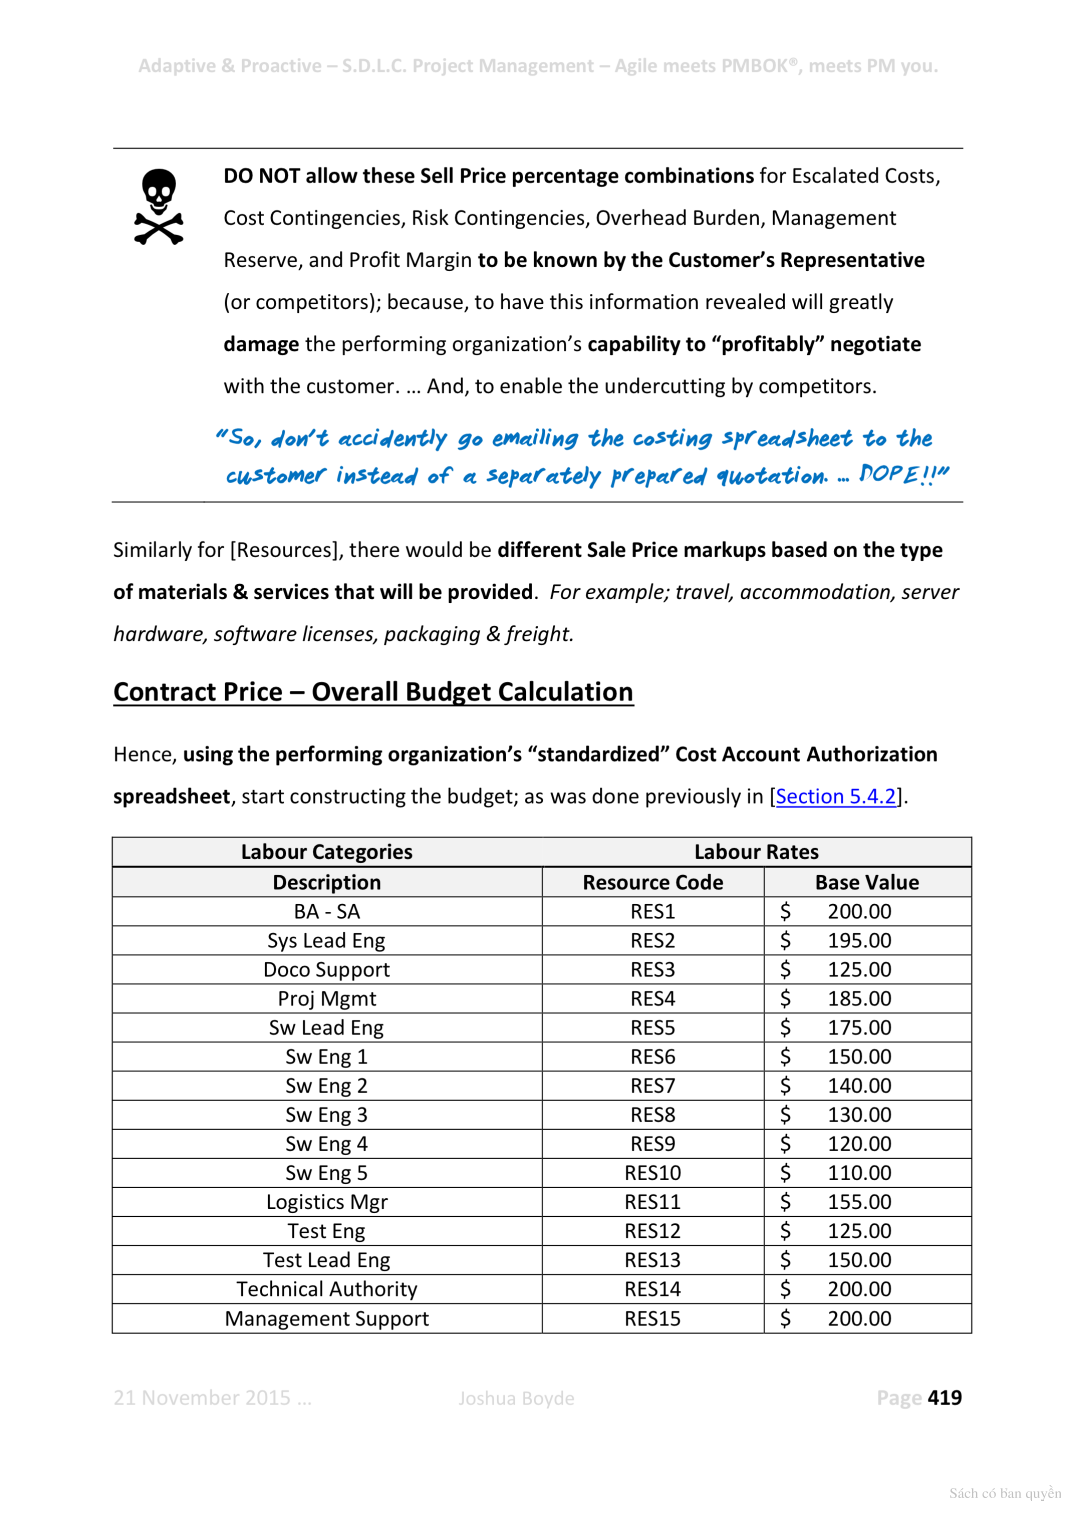 Adaptive & Proactive – S.D.L.C. Project Management – Agile meets PMBOK®, meets PM you.
DO NOT allow these Sell Price percentage combinations for Escalated Costs,
Cost Contingencies, Risk Contingencies, Overhead Burden, Management
Reserve, and Profit Margin to be known by the Customer’s Representative
(or competitors); because, to have this information revealed will greatly
damage the performing organization’s capability to “profitably” negotiate
with the customer. … And, to enable the undercutting by competitors.
“So, don’t accidently go emailing the costing spreadsheet to the
customer instead of a separately prepared quotation. … DOPE!!”
Similarly for [Resources], there would be different Sale Price markups based on the type
of materials & services that will be provided. For example; travel, accommodation, server
hardware, software licenses, packaging & freight.
Contract Price – Overall Budget Calculation
Hence, using the performing organization’s “standardized” Cost Account Authorization
spreadsheet, start constructing the budget; as was done previously in [Section 5.4.2].
Labour Categories Labour Rates
Description Resource Code Base Value
BA - SA RES1 $ 200.00
Sys Lead Eng RES2 $ 195.00
Doco Support RES3 $ 125.00
Proj Mgmt RES4 $ 185.00
Sw Lead Eng RES5 $ 175.00
Sw Eng 1 RES6 $ 150.00
Sw Eng 2 RES7 $ 140.00
Sw Eng 3 RES8 $ 130.00
Sw Eng 4 RES9 $ 120.00
Sw Eng 5 RES10 $ 110.00
Logistics Mgr RES11 $ 155.00
Test Eng RES12 $ 125.00
Test Lead Eng RES13 $ 150.00
Technical Authority RES14 $ 200.00
Management Support RES15 $ 200.00
21 November 2015 … Joshua Boyde Page 419
Sách có bản quyền